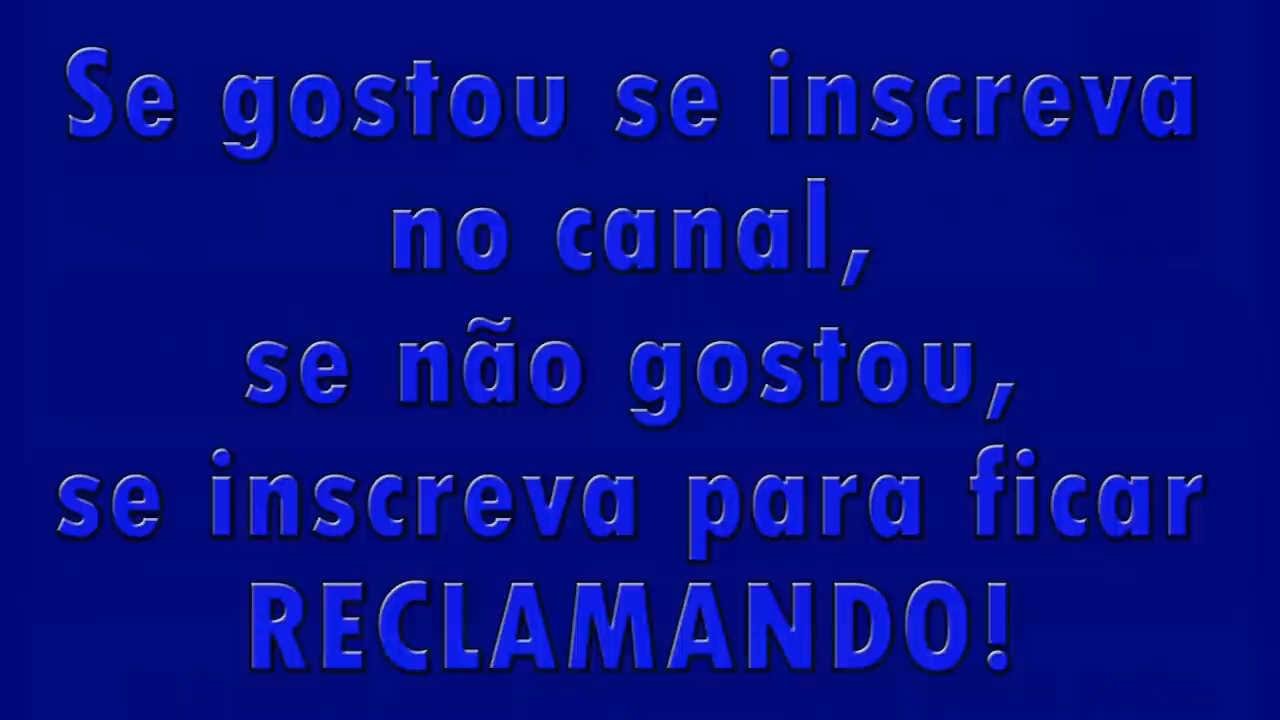 Se gostou se inscreva
no canal,
se não gostou,
se inscreva para ficar
RECLAMANDO!